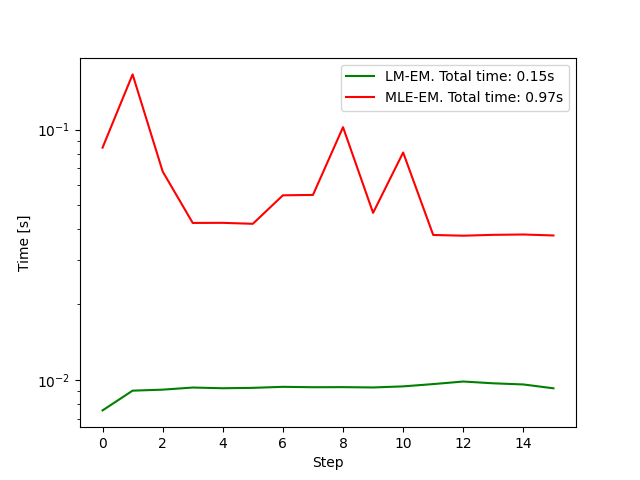 LM-EM. Total time: 0.15s
MLE-EM. Total time: 0.97s
10⁻¹
10⁻²
Time [s]
0 2 4 6 8 10 12 14
Step